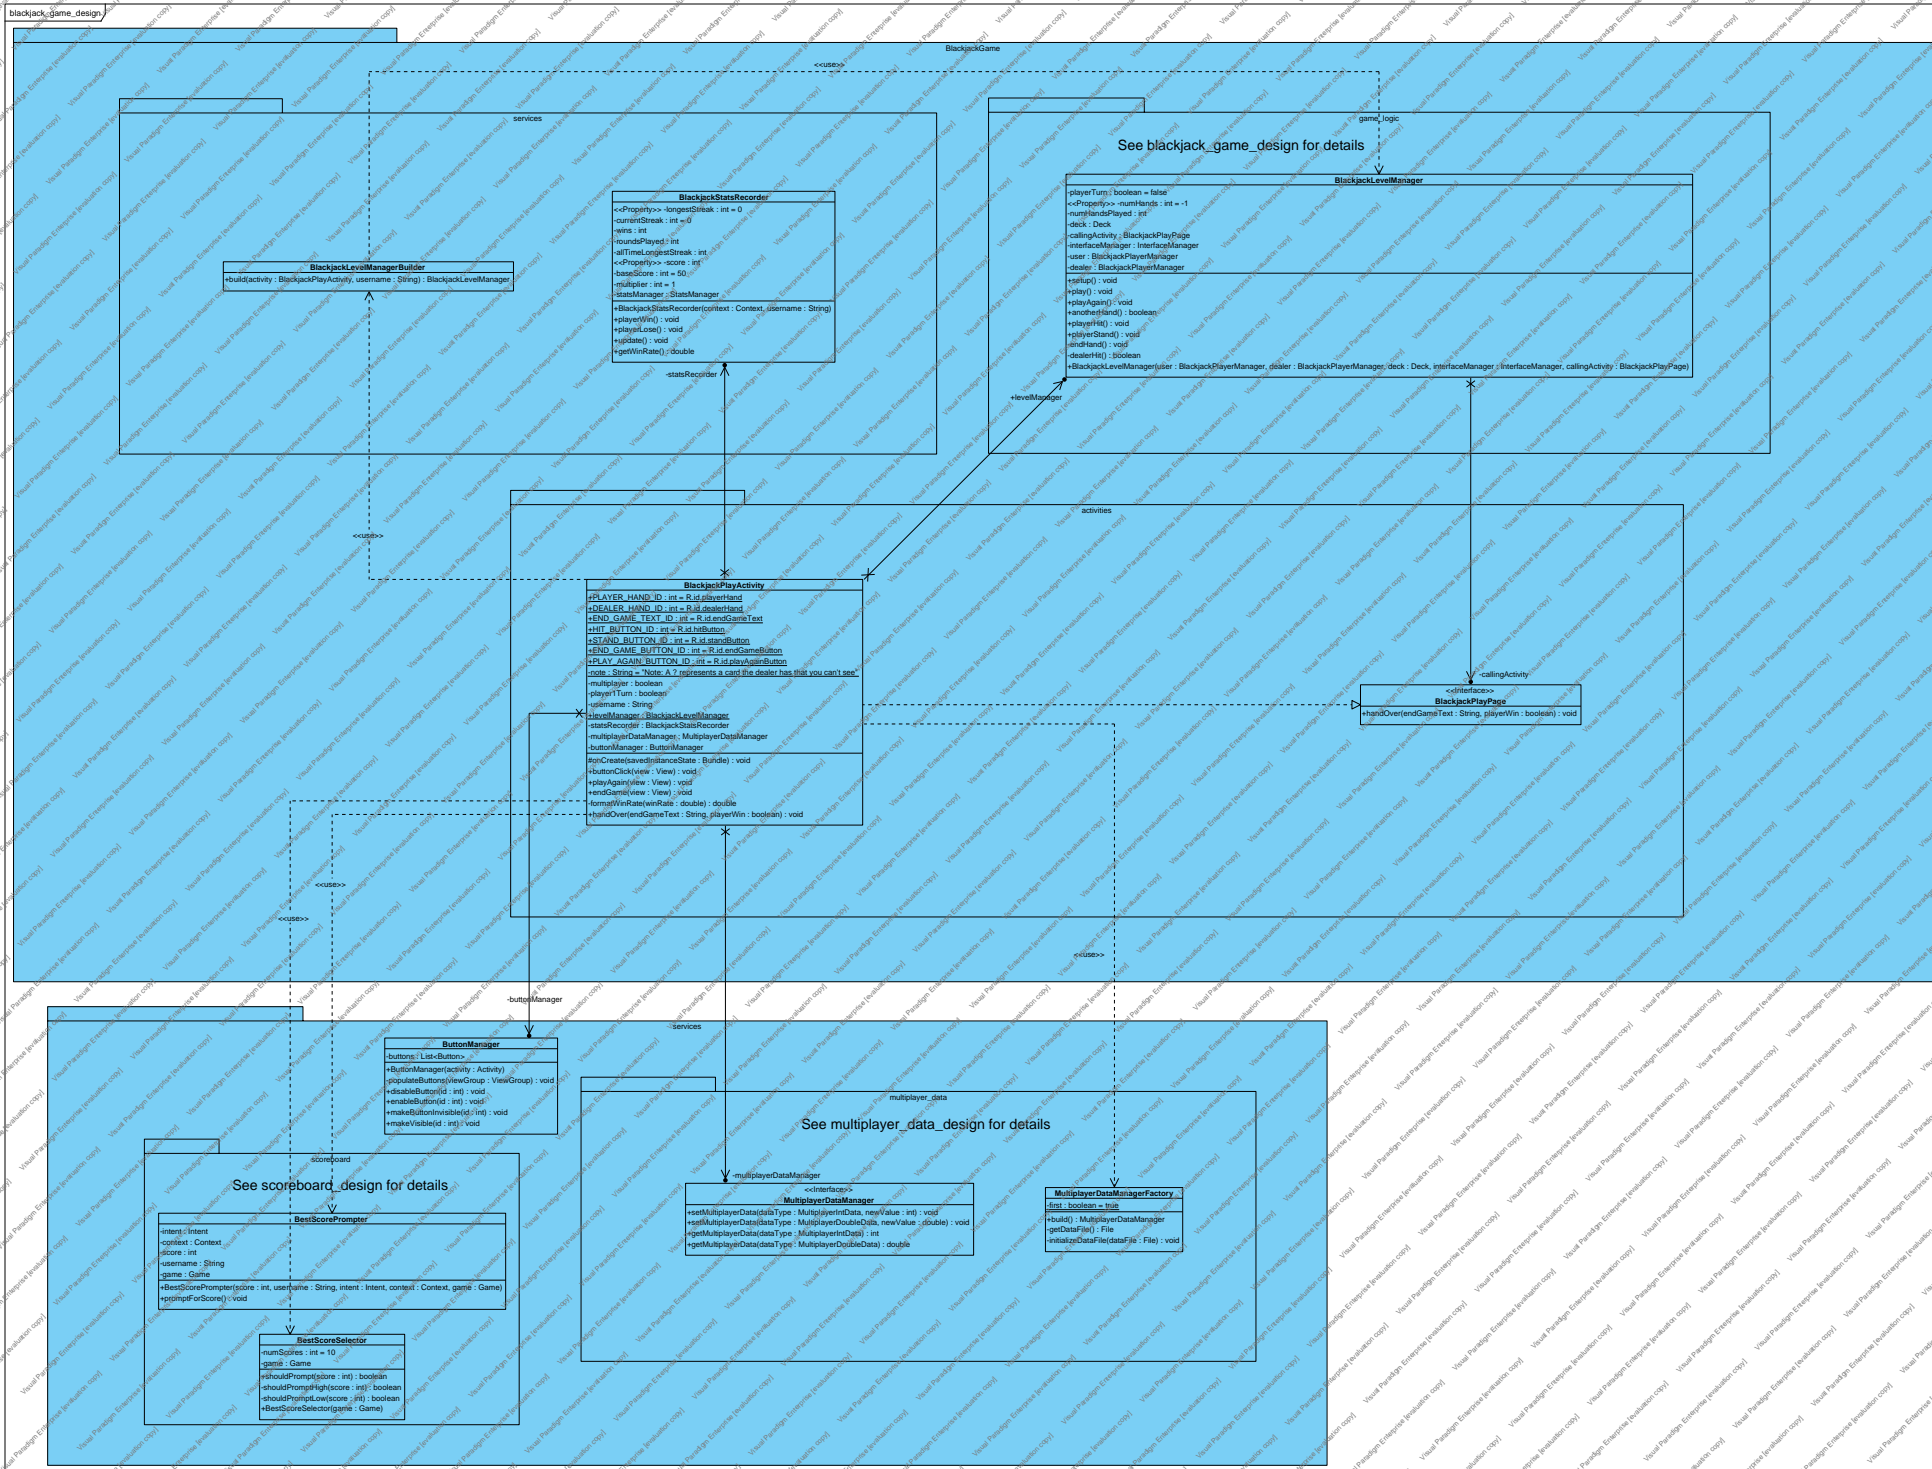 blackjack_game_design
BlackjackGame
<<use>>
services
game_logic
See blackjack_game_design for details
BlackjackLevelManager
-playerTurn : boolean = false
<<Property>> -numHands : int = -1
-numHandsPlayed : int
-deck : Deck
-callingActivity : BlackjackPlayPage
-interfaceManager : InterfaceManager
-user : BlackjackPlayerManager
-dealer : BlackjackPlayerManager
+setup() : void
+play() : void
+playAgain() : void
+anotherHand() : boolean
+playerHit() : void
+playerStand() : void
-endHand() : void
-dealerHit() : boolean
+BlackjackLevelManager(user : BlackjackPlayerManager, dealer : BlackjackPlayerManager, deck : Deck, interfaceManager : InterfaceManager, callingActivity : BlackjackPlayPage)
BlackjackStatsRecorder
<<Property>> -longestStreak : int = 0
-currentStreak : int = 0
-wins : int
-roundsPlayed : int
-allTimeLongestStreak : int
<<Property>> -score : int
-baseScore : int = 50
-multiplier : int = 1
-statsManager : StatsManager
+BlackjackStatsRecorder(context : Context, username : String)
+playerWin() : void
+playerLose() : void
+update() : void
+getWinRate() : double
BlackjackLevelManagerBuilder
+build(activity : BlackjackPlayActivity, username : String) : BlackjackLevelManager
-statsRecorder
+levelManager
activities
<<use>>
BlackjackPlayActivity
+PLAYER_HAND_ID : int = R.id.playerHand
+DEALER_HAND_ID : int = R.id.dealerHand
+END_GAME_TEXT_ID : int = R.id.endGameText
+HIT_BUTTON_ID : int = R.id.hitButton
+STAND_BUTTON_ID : int = R.id.standButton
+END_GAME_BUTTON_ID : int = R.id.endGameButton
+PLAY_AGAIN_BUTTON_ID : int = R.id.playAgainButton
-note : String = "Note: A ? represents a card the dealer has that you can't see"
-multiplayer : boolean
-player1Turn : boolean
-username : String
+levelManager : BlackjackLevelManager
-statsRecorder : BlackjackStatsRecorder
-multiplayerDataManager : MultiplayerDataManager
-buttonManager : ButtonManager
#onCreate(savedInstanceState : Bundle) : void
+buttonClick(view : View) : void
+playAgain(view : View) : void
+endGame(view : View) : void
-formatWinRate(winRate : double) : double
+handOver(endGameText : String, playerWin : boolean) : void
-callingActivity
<<Interface>>
BlackjackPlayPage
+handOver(endGameText : String, playerWin : boolean) : void
<<use>>
<<use>>
<<use>>
-buttonManager
services
ButtonManager
-buttons : List<Button>
+ButtonManager(activity : Activity)
-populateButtons(viewGroup : ViewGroup) : void
+disableButton(id : int) : void
+enableButton(id : int) : void
+makeButtonInvisible(id : int) : void
+makeVisible(id : int) : void
multiplayer_data
See multiplayer_data_design for details
-multiplayerDataManager
<<Interface>>
MultiplayerDataManager
+setMultiplayerData(dataType : MultiplayerIntData, newValue : int) : void
+setMultiplayerData(dataType : MultiplayerDoubleData, newValue : double) : void
+getMultiplayerData(dataType : MultiplayerIntData) : int
+getMultiplayerData(dataType : MultiplayerDoubleData) : double
MultiplayerDataManagerFactory
-first : boolean = true
+build() : MultiplayerDataManager
-getDataFile() : File
-initializeDataFile(dataFile : File) : void
scoreboard
See scoreboard_design for details
BestScorePrompter
-intent : Intent
-context : Context
-score : int
-username : String
-game : Game
+BestScorePrompter(score : int, username : String, intent : Intent, context : Context, game : Game)
+promptForScore() : void
BestScoreSelector
-numScores : int = 10
-game : Game
+shouldPrompt(score : int) : boolean
-shouldPromptHigh(score : int) : boolean
-shouldPromptLow(score : int) : boolean
+BestScoreSelector(game : Game)
Visual Paradigm Enterprise [evaluation copy]